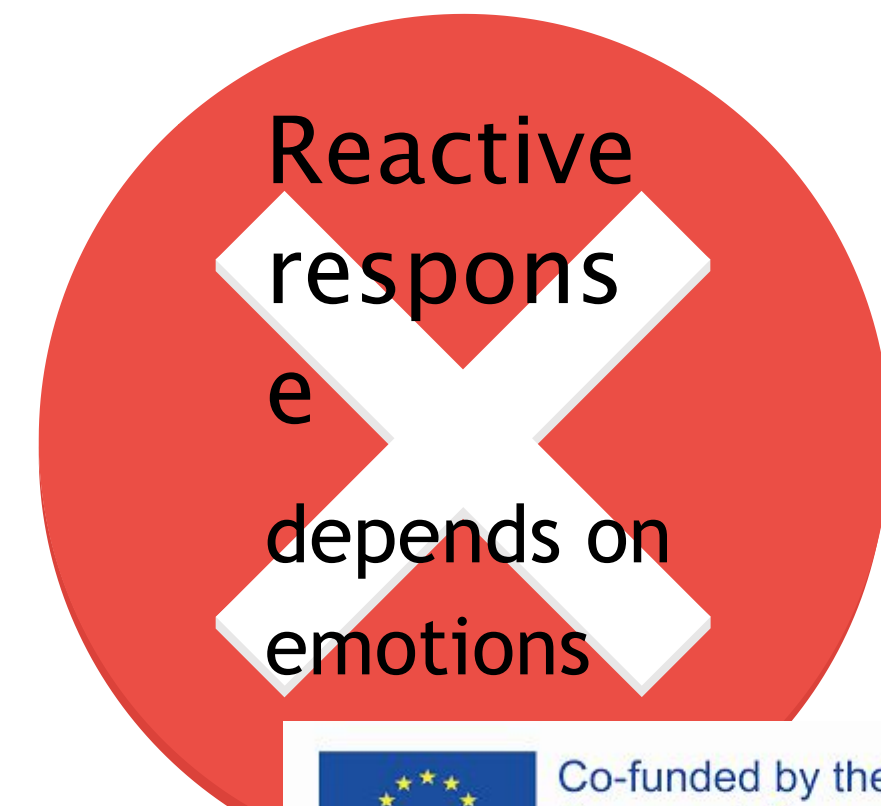 Reactive
respons
e
depends on
emotions
Co-funded by the